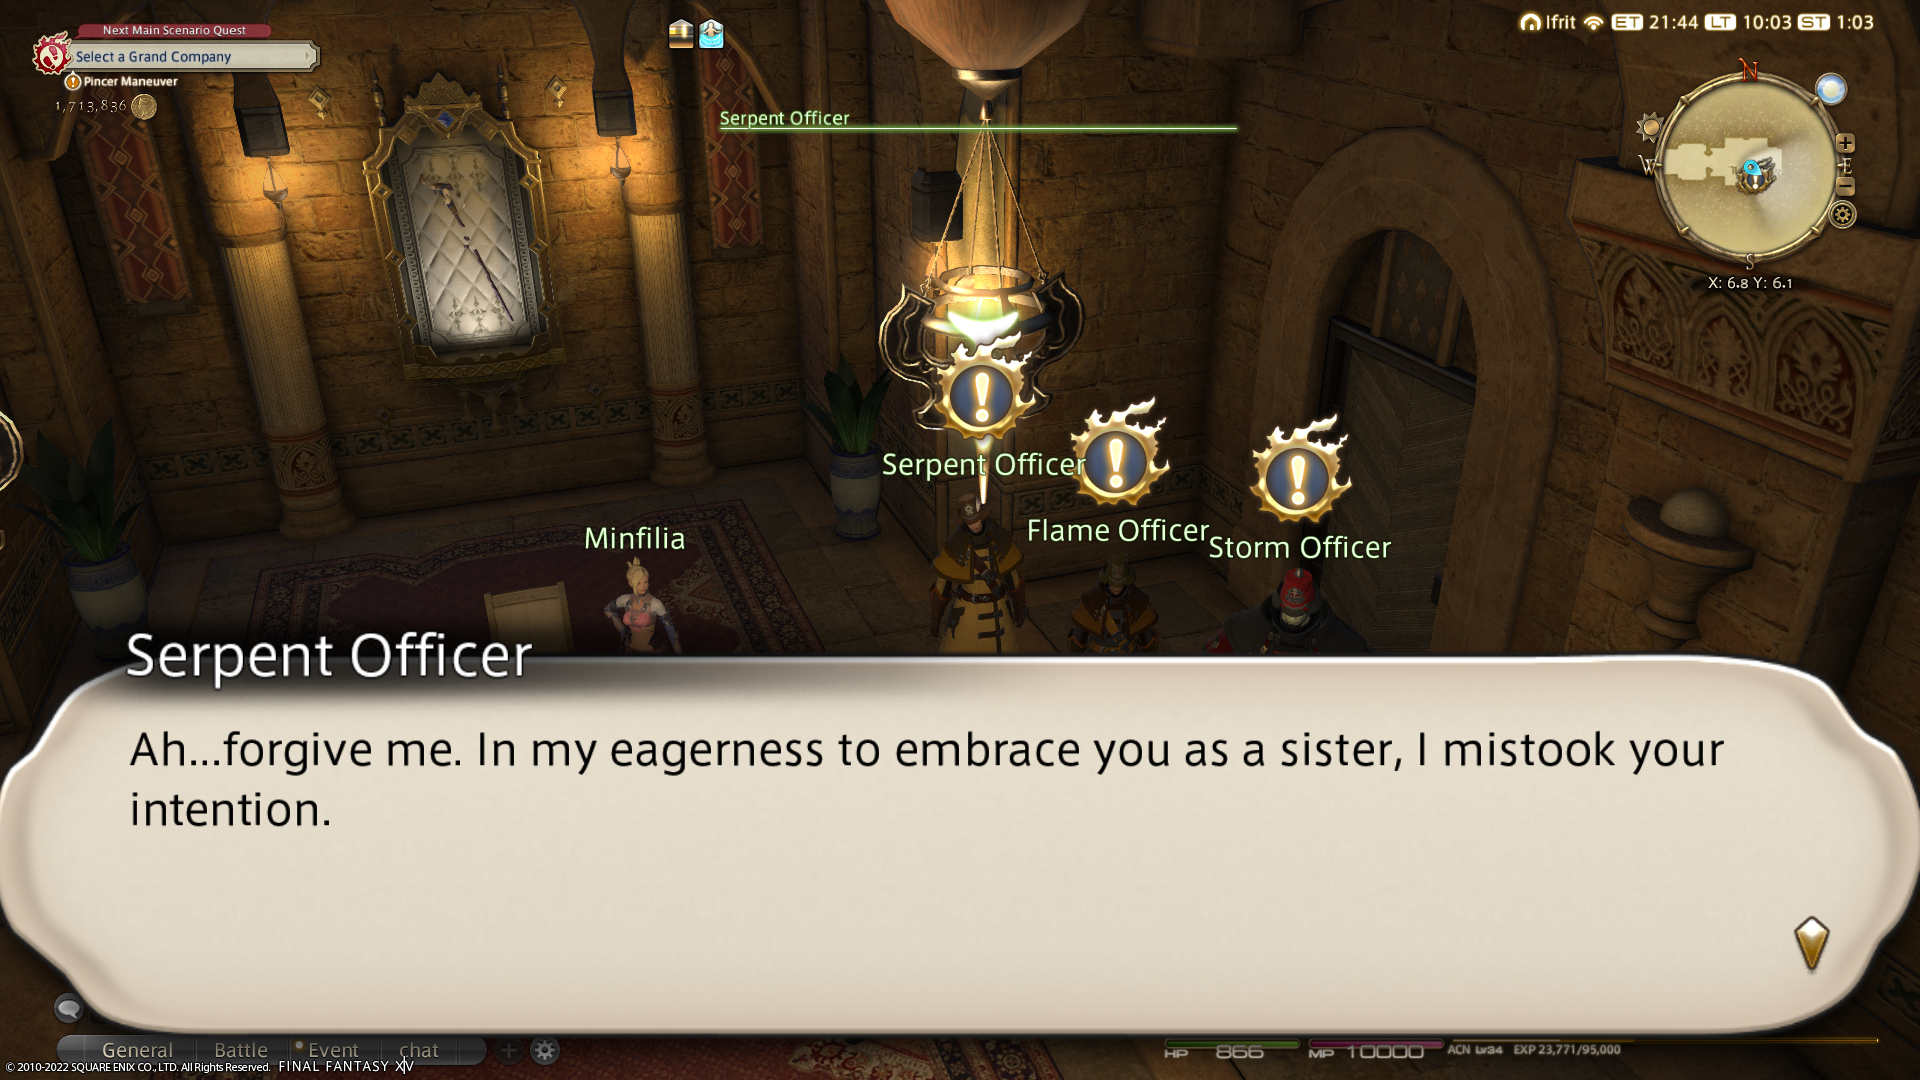 Next Main Scenario Quest
Select a Grand Company
Pincer Maneuver
1,713,836
Serpent Officer
Ifrit ET 21:44 LT 10:03 ST 1:03
N
W
E
S
X: 6.8 Y: 6.1
Serpent Officer
Flame Officer
Storm Officer
Minfilia
Serpent Officer
Ah...forgive me. In my eagerness to embrace you as a sister, I mistook your
intention.
General Battle Event chat
HP 866 MP 10000 ACN Lv34 EXP 23,771/95,000
© 2010-2022 SQUARE ENIX CO., LTD. All Rights Reserved. FINAL FANTASY XIV